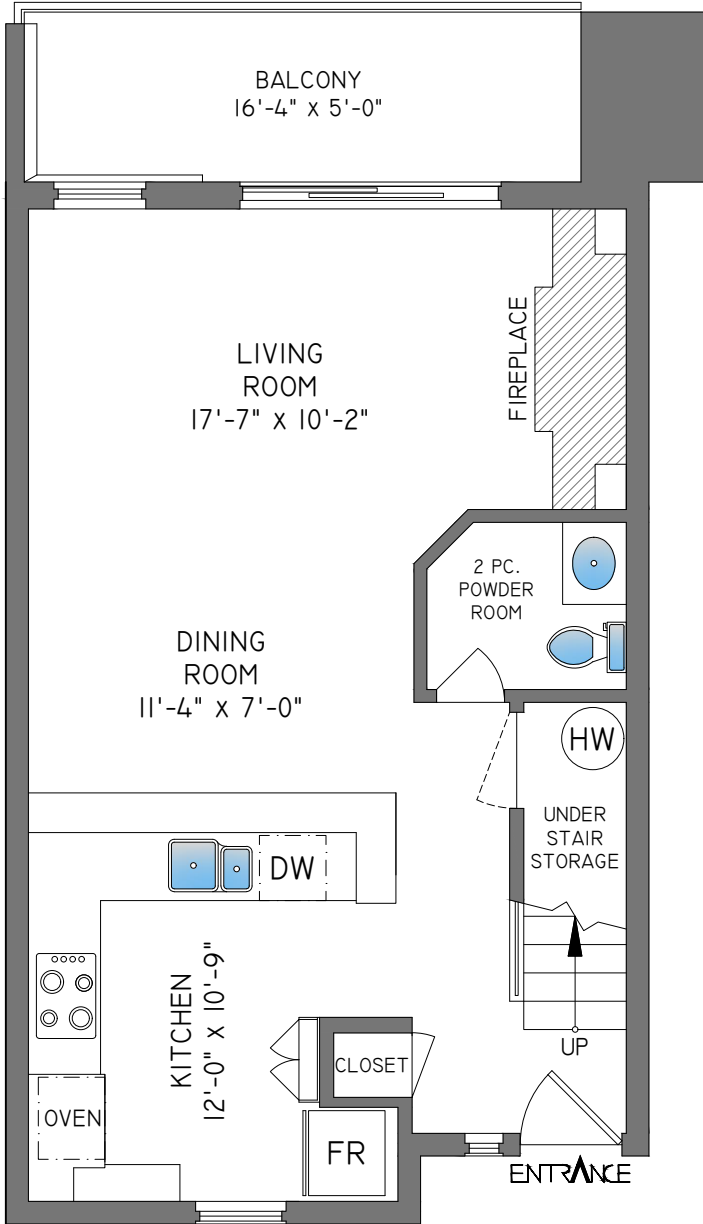 BALCONY
16'-4" X 5'-0"
LIVING
ROOM
17'-7" X 10'-2"
FIREPLACE
2 PC.
POWDER
ROOM
DINING
ROOM
11'-4" X 7'-0"
HW
UNDER
STAIR
STORAGE
DW
KITCHEN
12'-0" X 10'-9"
UP
CLOSET
OVEN
FR
ENTRANCE